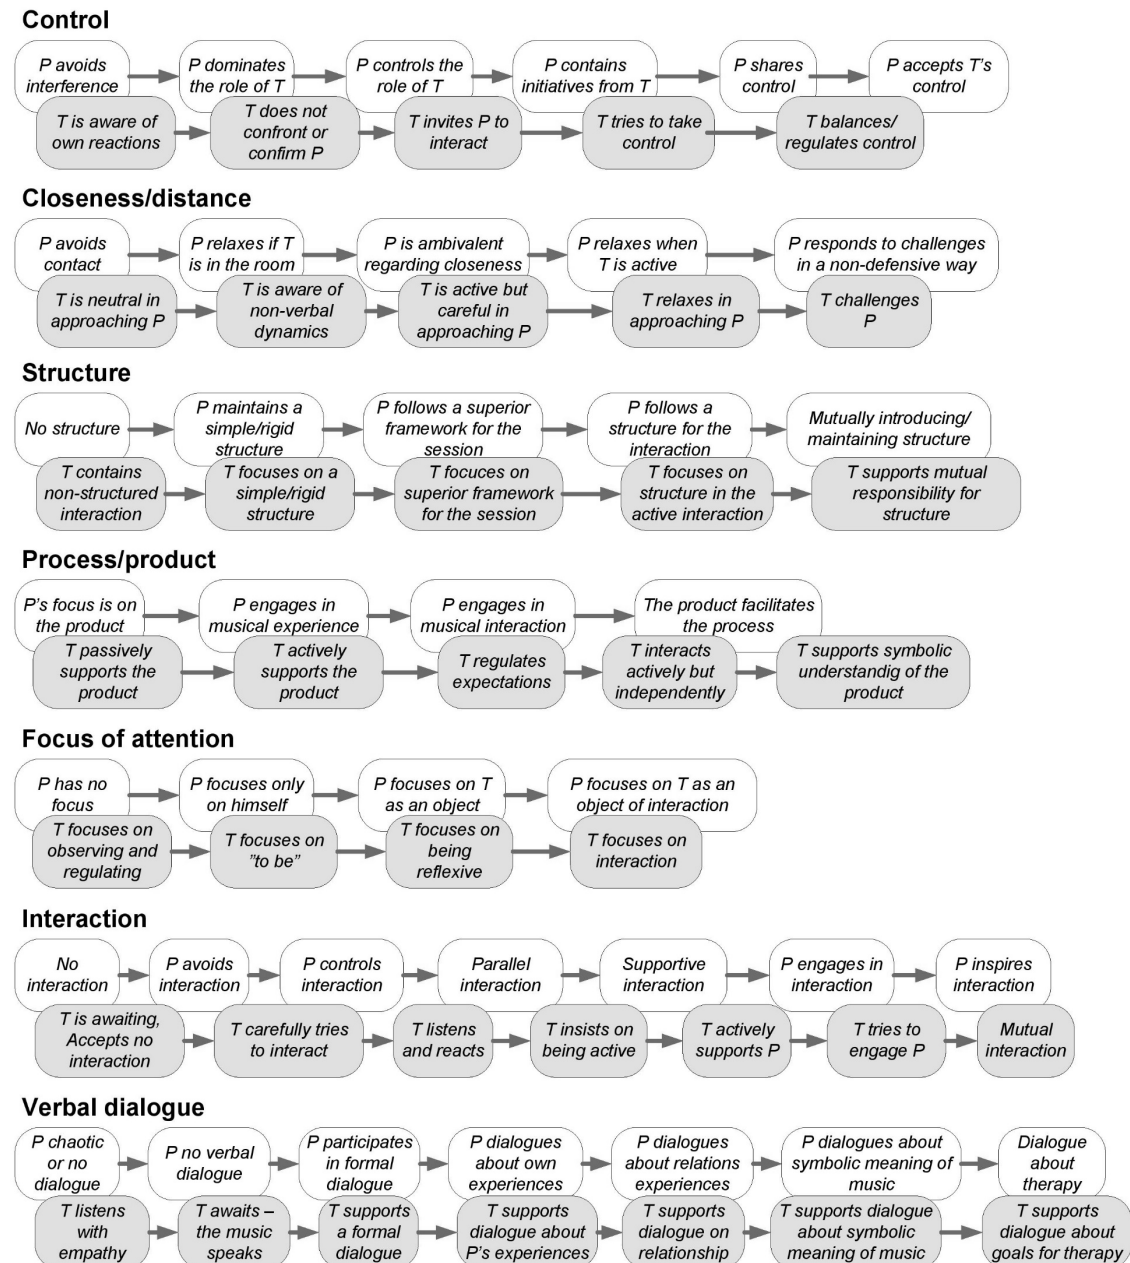 Control
P avoids
interference
P dominates
the role of T
P controls the
role of T
P contains
initiatives from T
P shares
control
P accepts T's
control
T is aware of
own reactions
T does not
confront or
confirm P
T invites P to
interact
T tries to take
control
T balances/
regulates control
Closeness/distance
P avoids
contact
P relaxes if T
is in the room
P is ambivalent
regarding closeness
P relaxes when
T is active
P responds to challenges
in a non-defensive way
T is neutral in
approaching P
T is aware of
non-verbal
dynamics
T is active but
careful in
approaching P
T relaxes in
approaching P
T challenges
P
Structure
No structure
P maintains a
simple/rigid
structure
P follows a superior
framework for the
session
P follows a
structure for the
interaction
Mutually introducing/
maintaining structure
T contains
non-structured
interaction
T focuses on a
simple/rigid
structure
T focuces on
superior framework
for the session
T focuses on
structure in the
active interaction
T supports mutual
responsibility for
structure
Process/product
P's focus is on
the product
P engages in
musical experience
P engages in
musical interaction
The product facilitates
the process
T passively
supports the
product
T actively
supports the
product
T regulates
expectations
T interacts
actively but
independently
T supports symbolic
understandig of the
product
Focus of attention
P has no
focus
P focuses only
on himself
P focuses on T
as an object
P focuses on T as an
object of interaction
T focuses on
observing and
regulating
T focuses on
"to be"
T focuses on
being
reflexive
T focuses on
interaction
Interaction
No
interaction
P avoids
interaction
P controls
interaction
Parallel
interaction
Supportive
interaction
P engages in
interaction
P inspires
interaction
T is awaiting,
Accepts no
interaction
T carefully tries
to interact
T listens
and reacts
T insists on
being active
T actively
supports P
T tries to
engage P
Mutual
interaction
Verbal dialogue
P chaotic
or no
dialogue
P no verbal
dialogue
P participates
in formal
dialogue
P dialogues
about own
experiences
P dialogues
about relations
experiences
P dialogues about
symbolic meaning of
music
Dialogue
about
therapy
T listens
with
empathy
T awaits –
the music
speaks
T supports
a formal
dialogue
T supports
dialogue about
P's experiences
T supports
dialogue on
relationship
T supports dialogue
about symbolic
meaning of music
T supports
dialogue about
goals for therapy